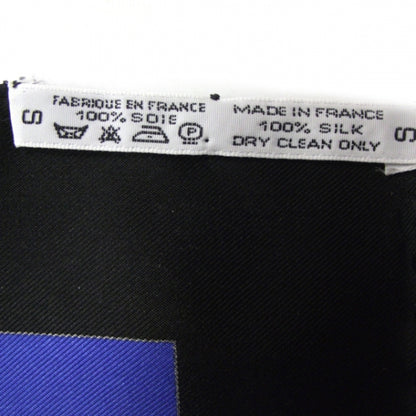 S
FABRIQUE EN FRANCE
100% SOIE
P
MADE IN FRANCE
100% SILK
DRY CLEAN ONLY
S